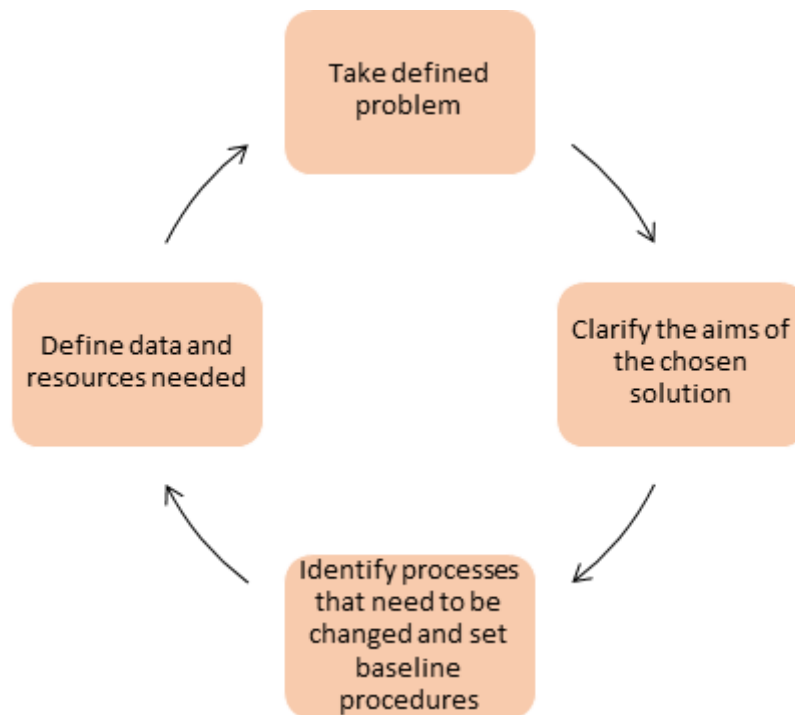 Take defined
problem
Clarify the aims of
the chosen
solution
Identify processes
that need to be
changed and set
baseline
procedures
Define data and
resources needed